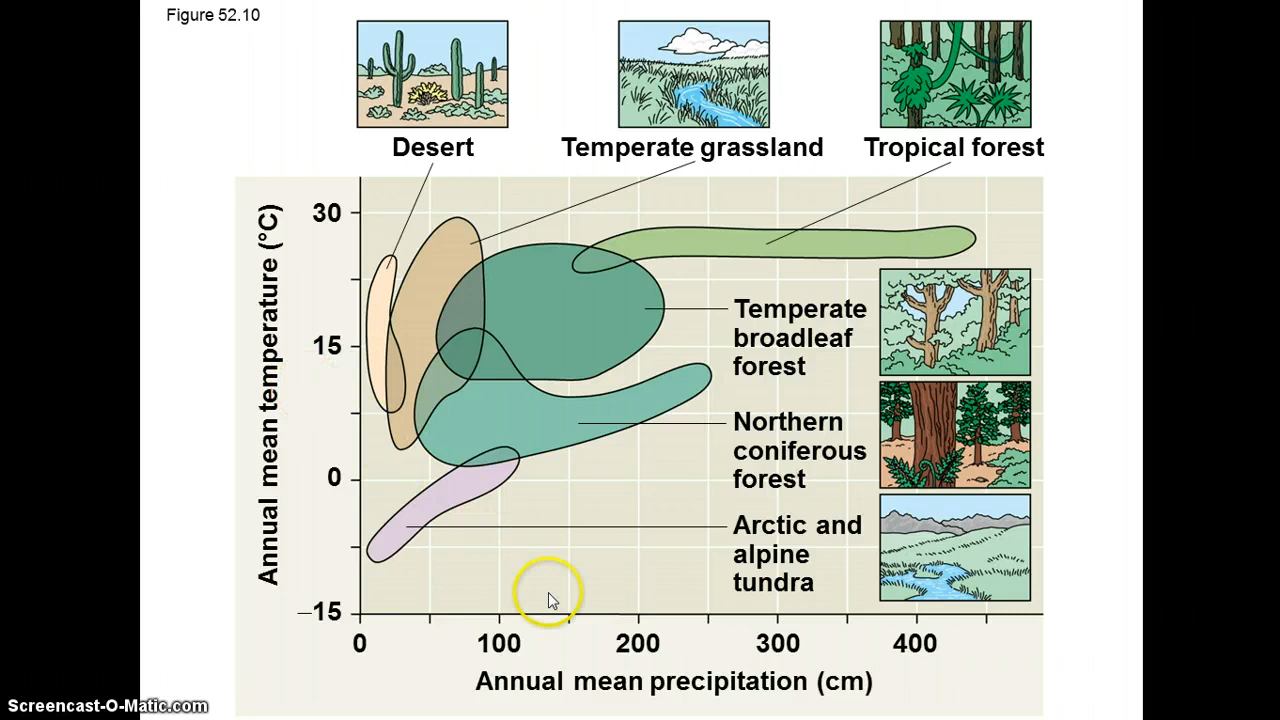 Figure 52.10
Desert
Temperate grassland
Tropical forest
Annual mean temperature (°C)
30
15
0
–15
Temperate
broadleaf
forest
Northern
coniferous
forest
Arctic and
alpine
tundra
0 100 200 300 400
Annual mean precipitation (cm)
Screencast-O-Matic.com